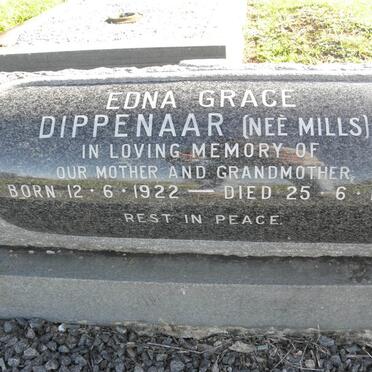 EDNA GRACE
DIPPENAAR (NEÈ MILLS)
IN LOVING MEMORY OF
OUR MOTHER AND GRANDMOTHER,
BORN 12·6·1922 — DIED 25·6·
REST IN PEACE.